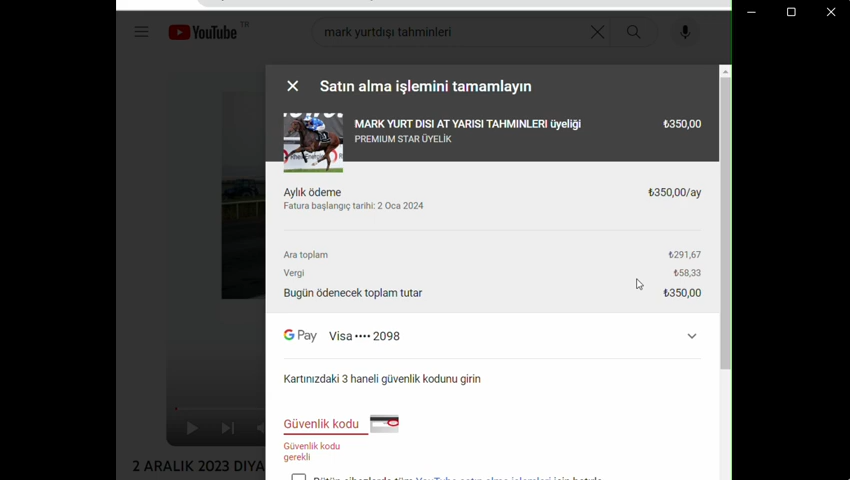 YouTube TR
mark yurtdışı tahminleri
Satın alma işlemini tamamlayın
MARK YURT DISI AT YARISI TAHMINLERI üyeliği ₺350,00
PREMIUM STAR ÜYELİK
Aylık ödeme ₺350,00/ay
Fatura başlangıç tarihi: 2 Oca 2024
Ara toplam ₺291,67
Vergi ₺58,33
Bugün ödenecek toplam tutar ₺350,00
G Pay Visa •••• 2098
Kartınızdaki 3 haneli güvenlik kodunu girin
Güvenlik kodu
Güvenlik kodu
gerekli
2 ARALIK 2023 DIYA